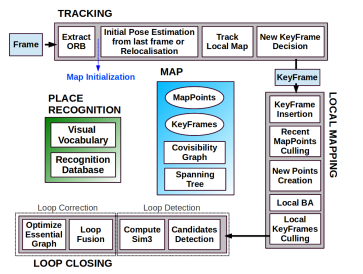 TRACKING
Frame
Extract
ORB
Initial Pose Estimation
from last frame or
Relocalisation
Track
Local Map
New KeyFrame
Decision
Map Initialization
KeyFrame
PLACE
RECOGNITION
Visual
Vocabulary
Recognition
Database
MAP
MapPoints
KeyFrames
Covisibility
Graph
Spanning
Tree
LOCAL MAPPING
KeyFrame
Insertion
Recent
MapPoints
Culling
New Points
Creation
Local BA
Local
KeyFrames
Culling
Loop Correction
Loop Detection
Optimize
Essential
Graph
Loop
Fusion
Compute
Sim3
Candidates
Detection
LOOP CLOSING